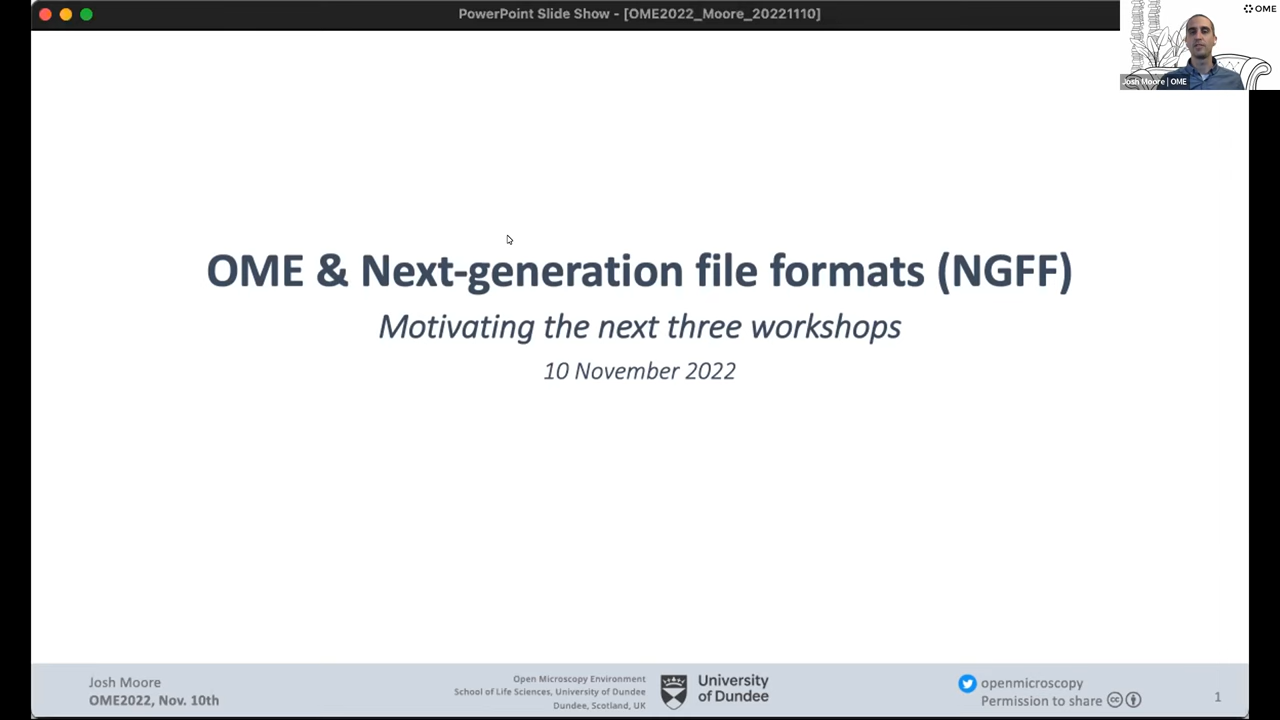 PowerPoint Slide Show - [OME2022_Moore_20221110]
OME
Josh Moore | OME
OME & Next-generation file formats (NGFF)
Motivating the next three workshops
10 November 2022
Josh Moore
OME2022, Nov. 10th
Open Microscopy Environment
School of Life Sciences, University of Dundee
Dundee, Scotland, UK
University
of Dundee
openmicroscopy
Permission to share
1